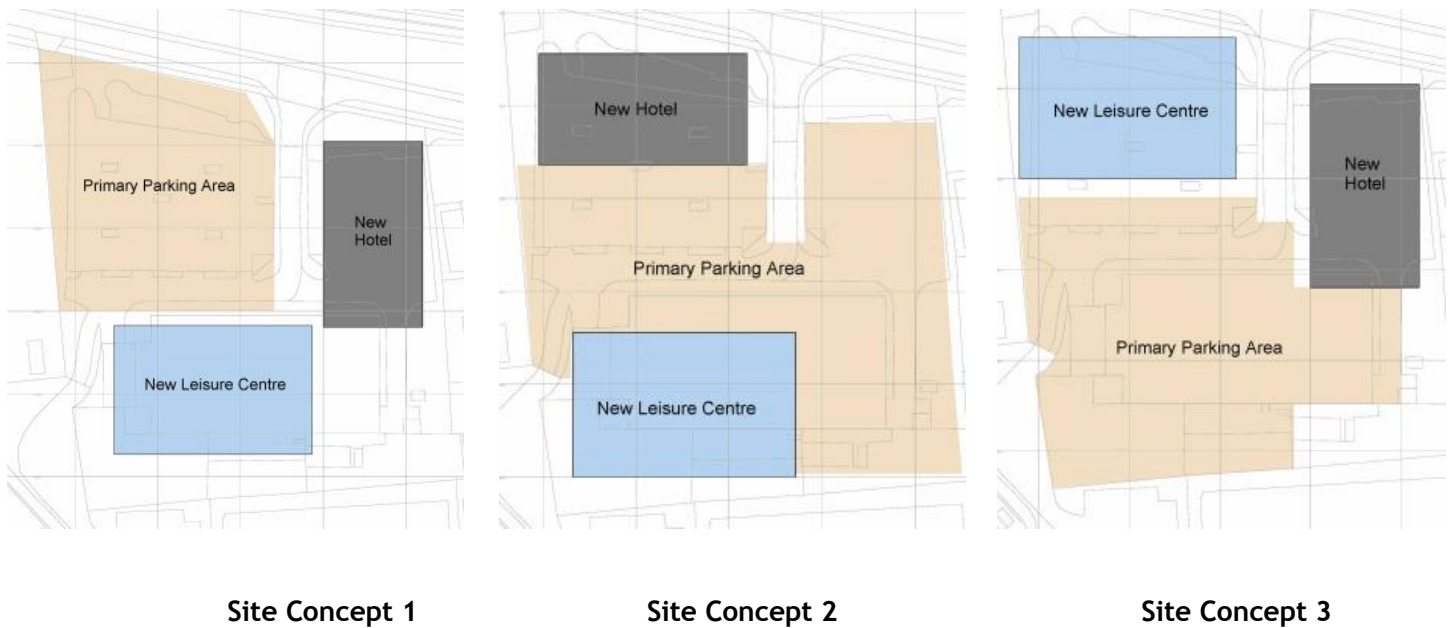 Primary Parking Area
New
Hotel
New Leisure Centre
New Hotel
Primary Parking Area
New Leisure Centre
New Leisure Centre
New
Hotel
Primary Parking Area
Site Concept 1
Site Concept 2
Site Concept 3